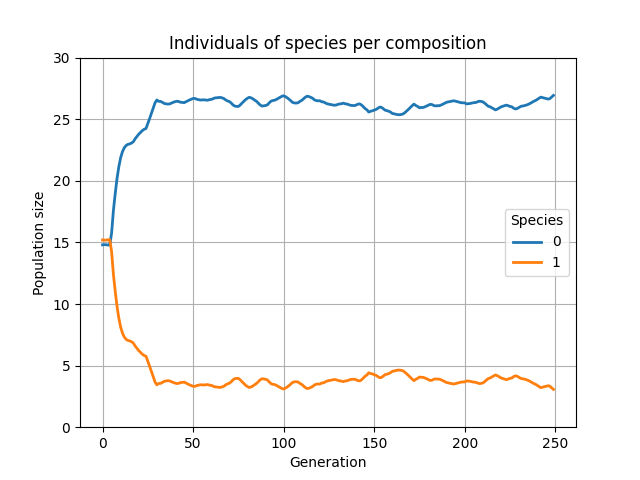 Individuals of species per composition
Population size
30
25
20
15
10
5
0
Species
0
1
0 50 100 150 200 250
Generation